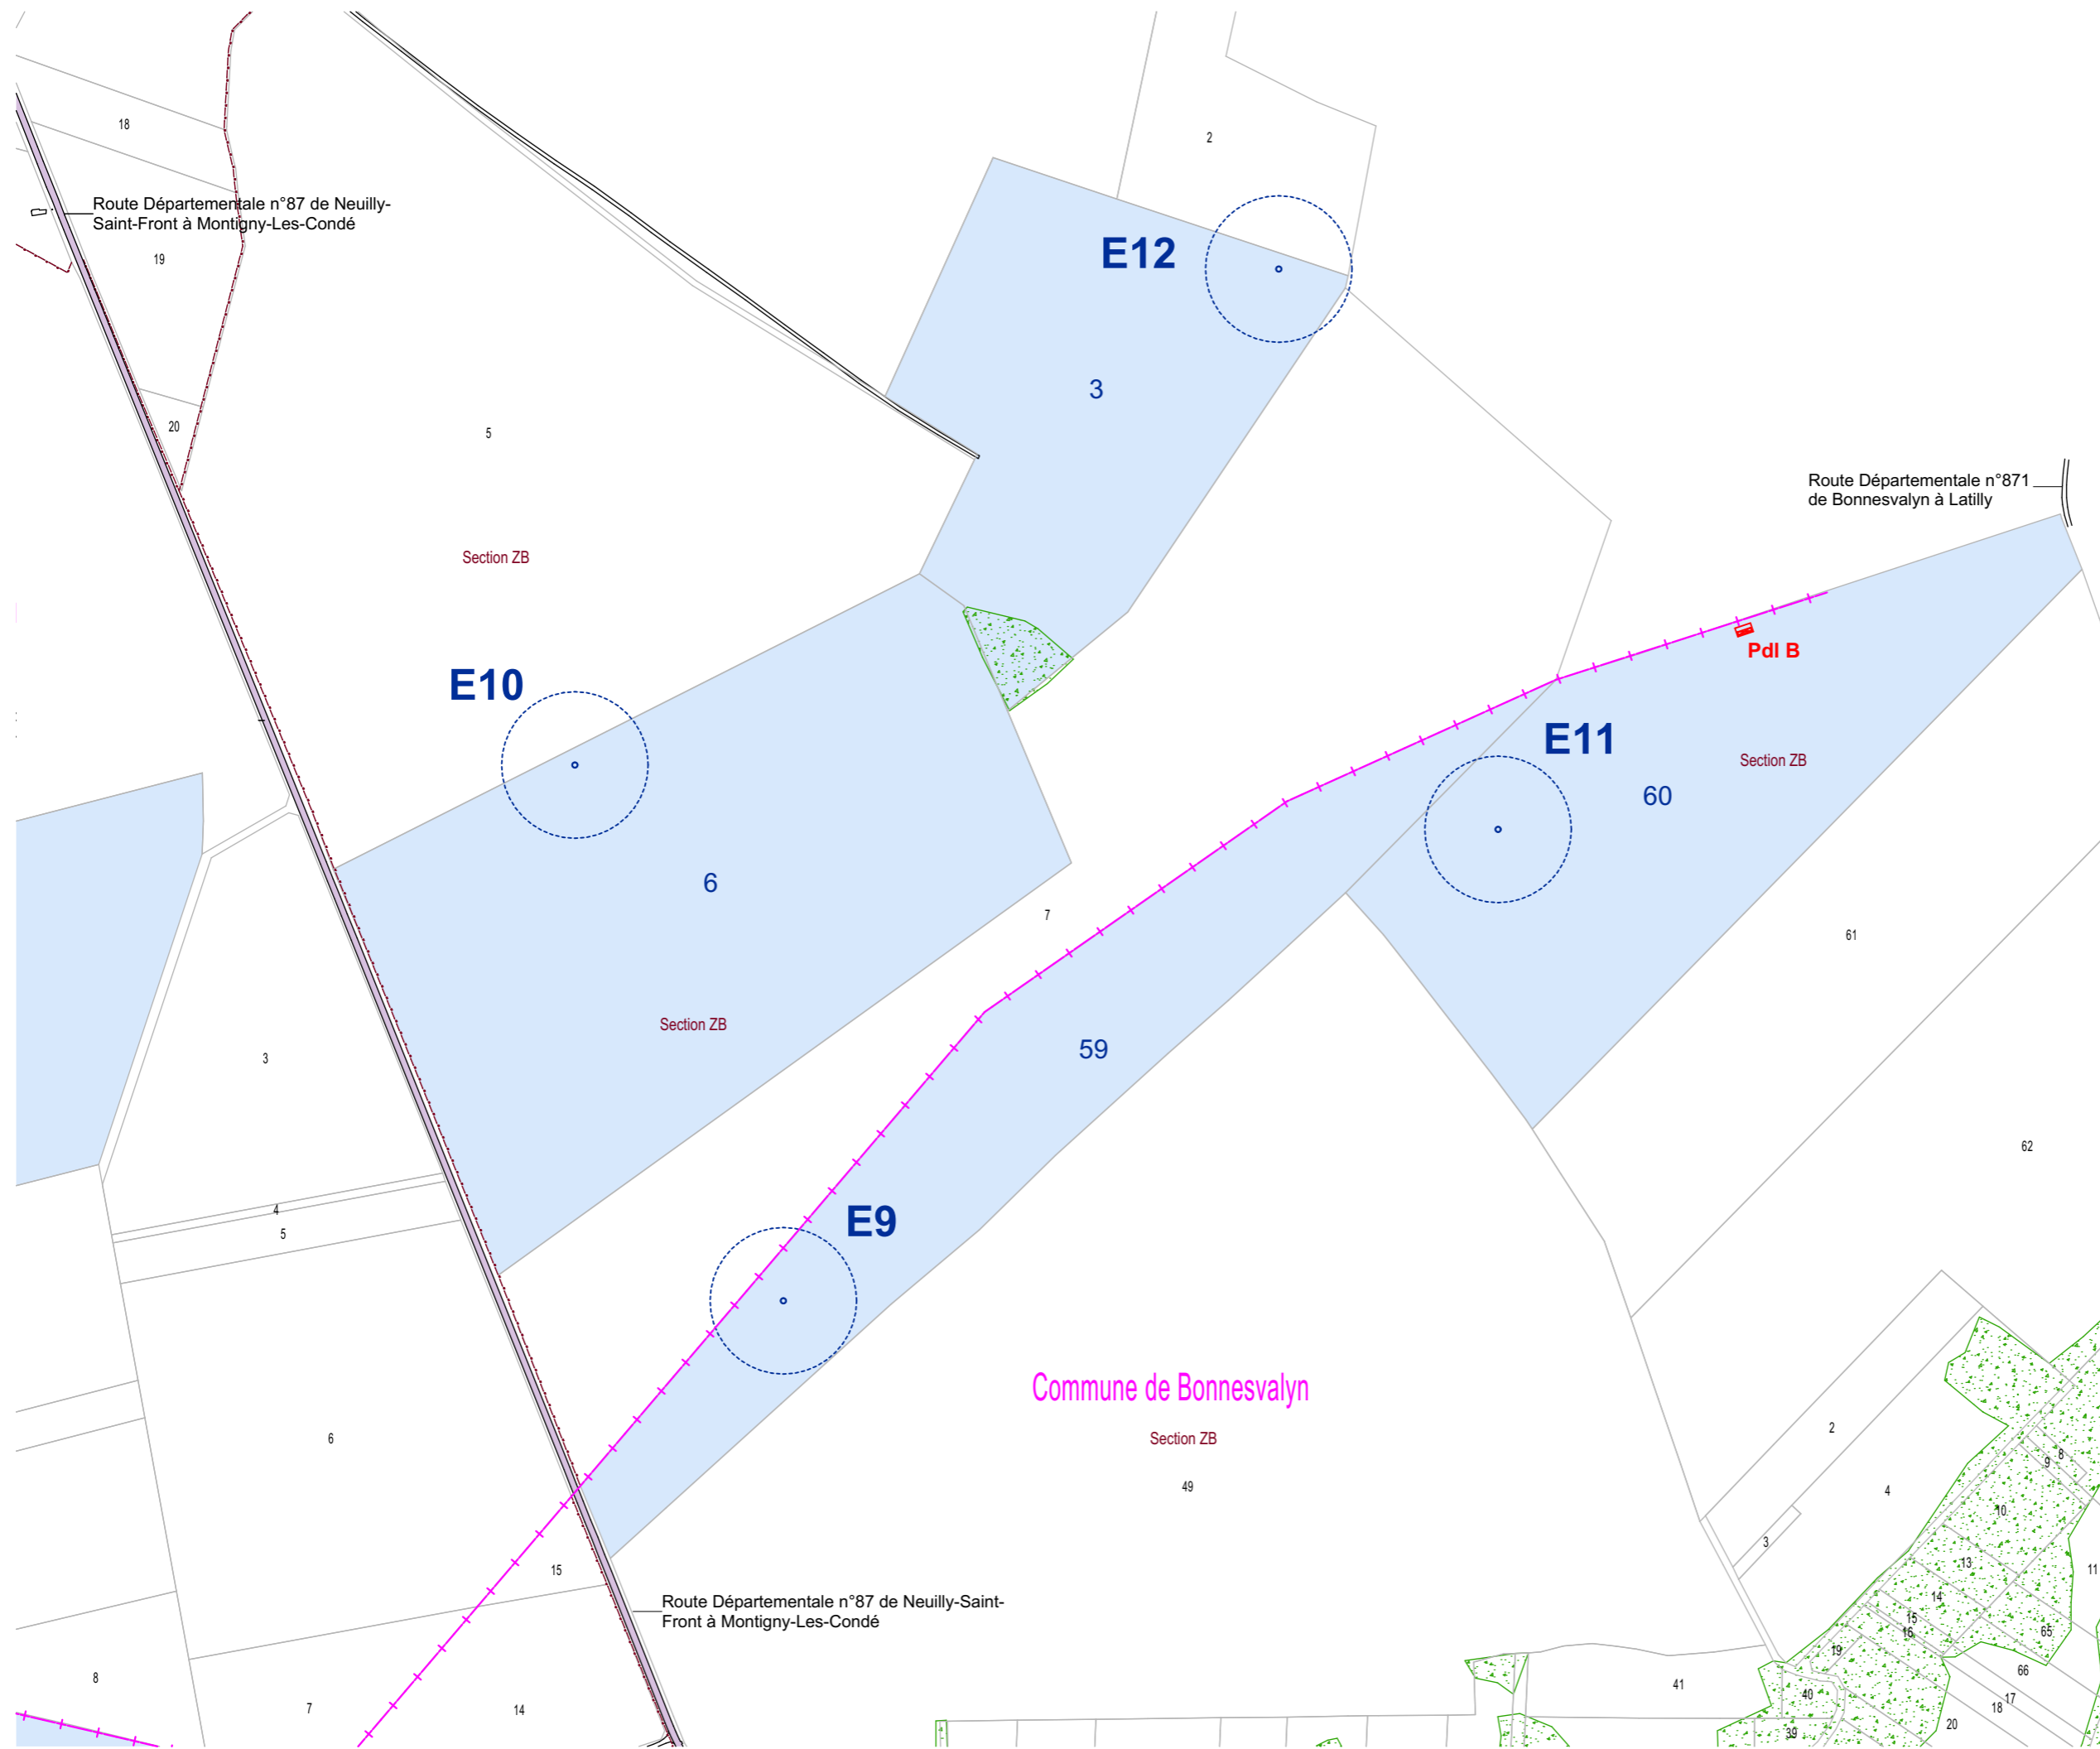 18
2
Route Départementale n°87 de Neuilly-
Saint-Front à Montigny-Les-Condé
E12
19
3
20
5
Route Départementale n°871
de Bonnesvalyn à Latilly
Section ZB
Pdl B
E10
E11
Section ZB
60
6
7
61
Section ZB
59
3
62
4
5
E9
Commune de Bonnesvalyn
Section ZB
6
2
8
9
49
4
10
3
13
11
15
14
Route Départementale n°87 de Neuilly-Saint-
Front à Montigny-Les-Condé
15
16
65
19
66
8
41
40
17
18
7
14
20
39